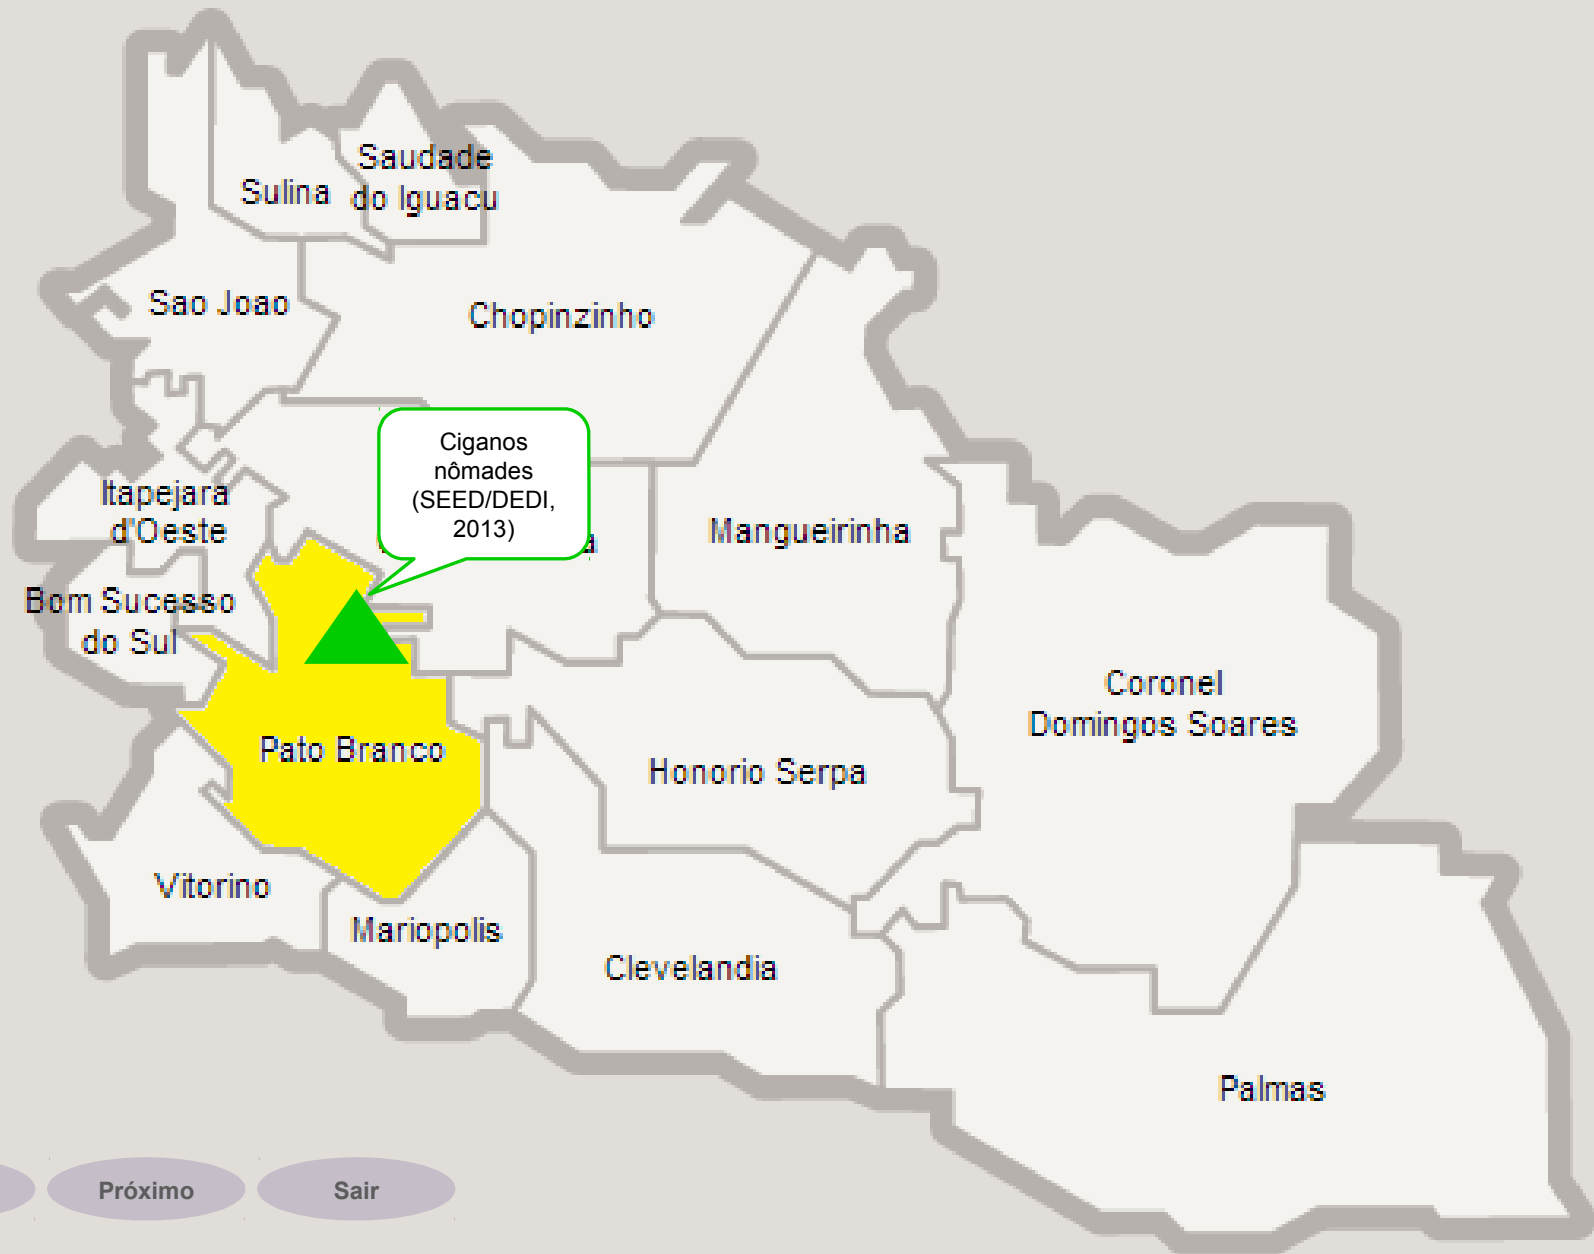 Saudade
do Iguacu
Sulina
Sao Joao
Chopinzinho
Ciganos
nômades
(SEED/DEDI,
2013)
Itapejara
d'Oeste
Mangueirinha
Bom Sucesso
do Sul
Coronel
Domingos Soares
Pato Branco
Honorio Serpa
Vitorino
Mariopolis
Clevelandia
Palmas
Próximo
Sair